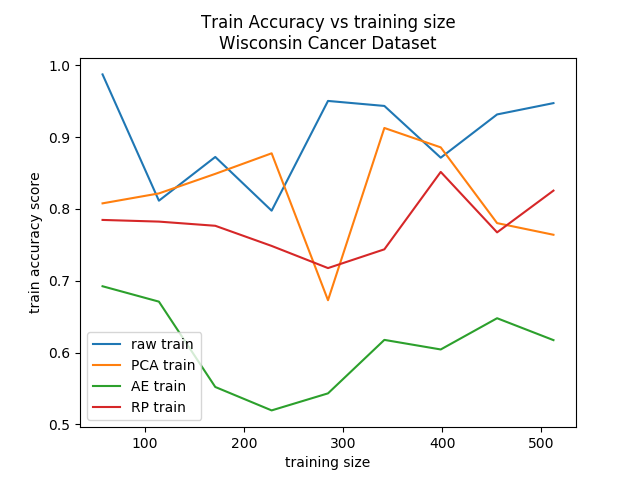 Train Accuracy vs training size
Wisconsin Cancer Dataset
train accuracy score
1.0
0.9
0.8
0.7
0.6
0.5
raw train
PCA train
AE train
RP train
100
200
300
400
500
training size